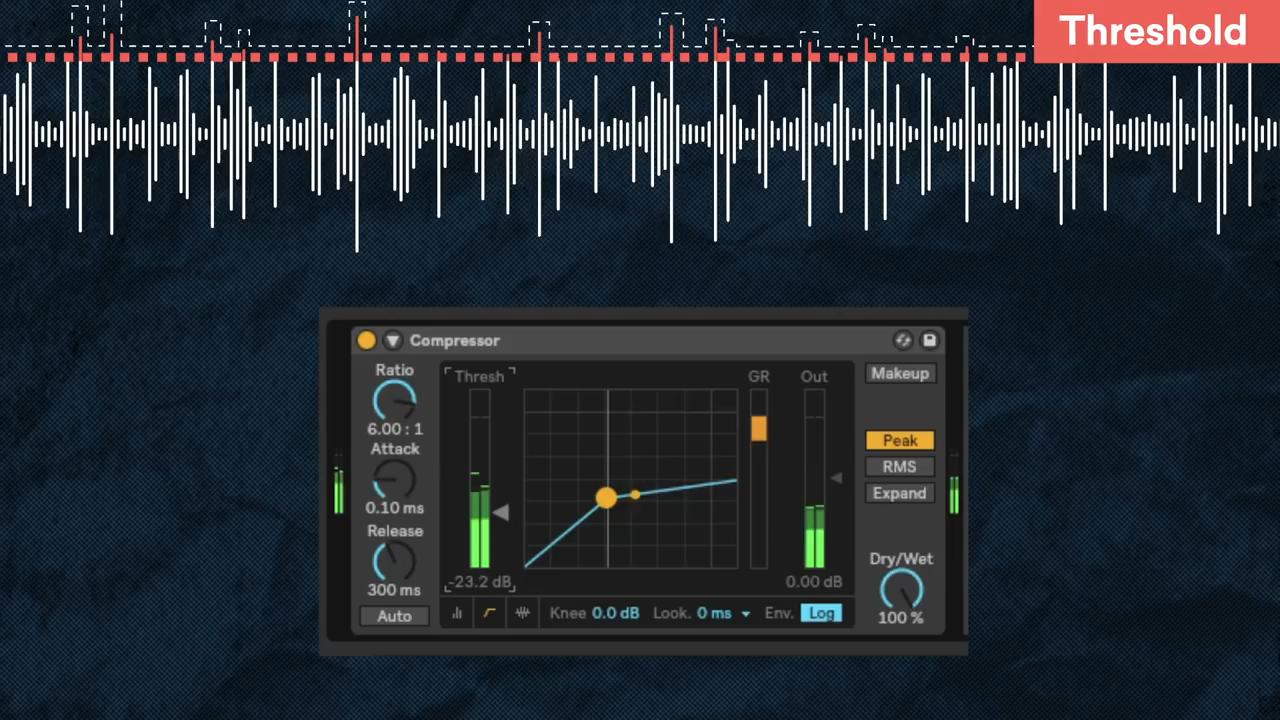 Threshold
Compressor
Ratio
6.00 : 1
Attack
0.10 ms
Release
300 ms
Auto
Thresh
-23.2 dB
GR
Out
0.00 dB
Knee 0.0 dB Look. 0 ms Env. Log
Makeup
Peak
RMS
Expand
Dry/Wet
100 %